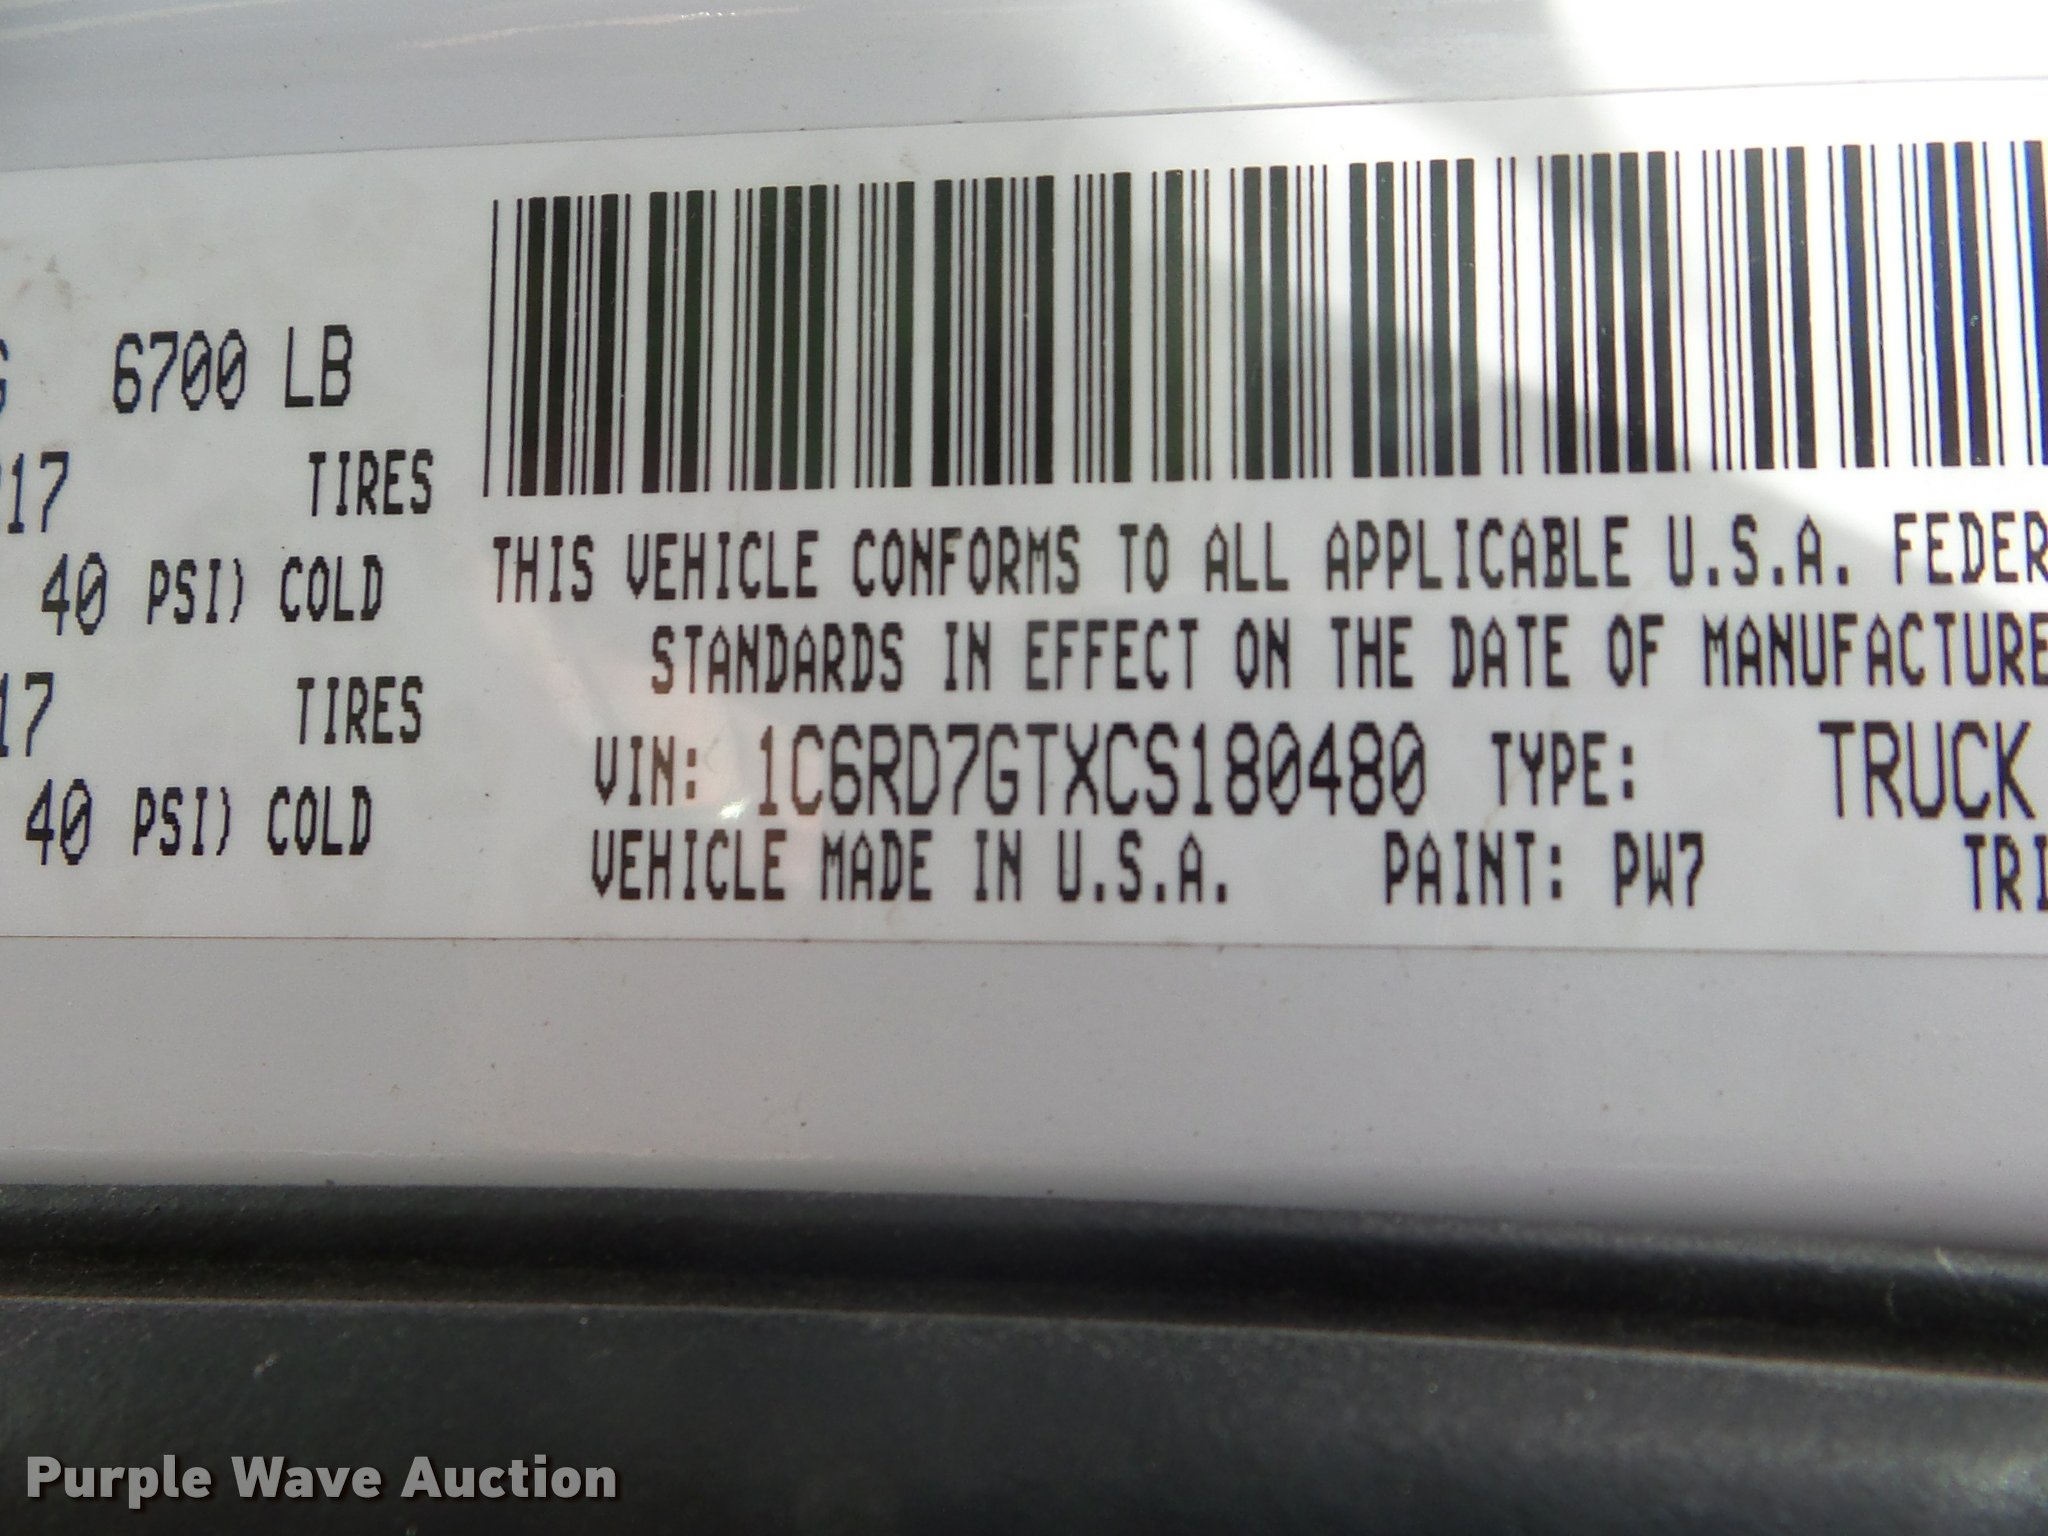 6700 LB
17 TIRES
40 PSI) COLD
17 TIRES
40 PSI) COLD
THIS VEHICLE CONFORMS TO ALL APPLICABLE U.S.A. FEDER
STANDARDS IN EFFECT ON THE DATE OF MANUFACTURE
VIN: 1C6RD7GTXCS180480 TYPE: TRUCK
VEHICLE MADE IN U.S.A. PAINT: PW7 TRI
Purple Wave Auction